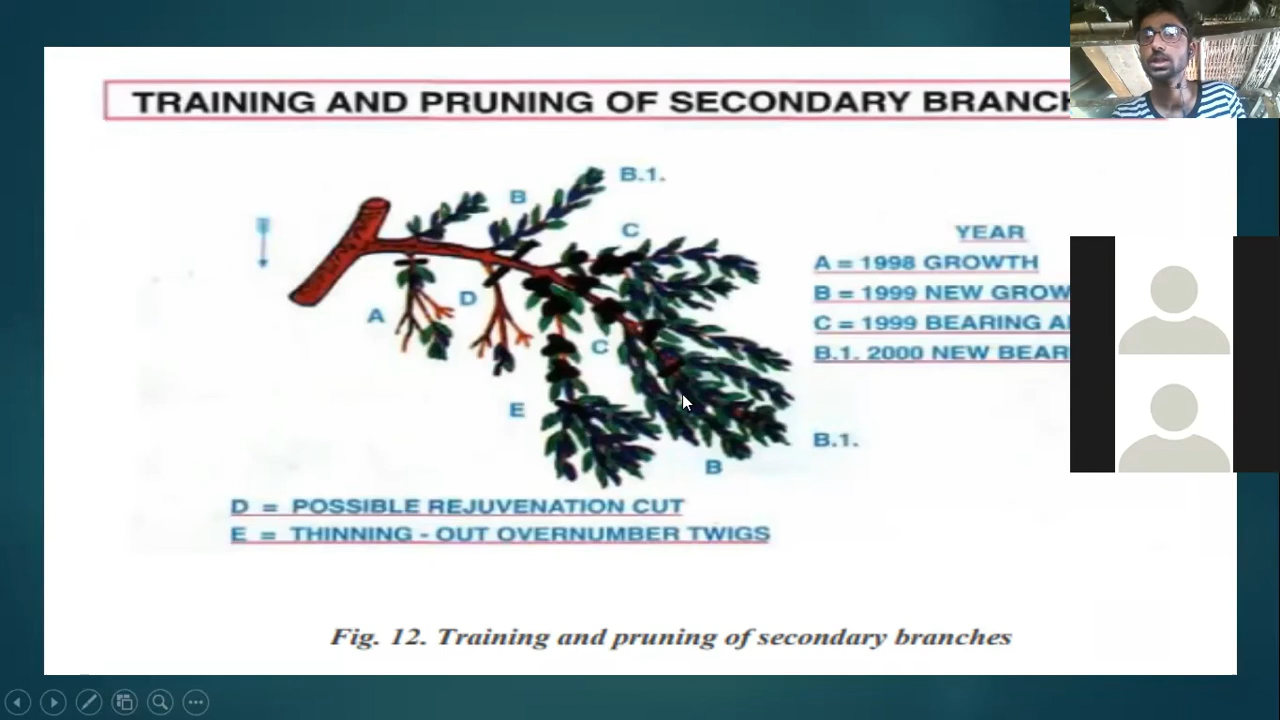 TRAINING AND PRUNING OF SECONDARY BRANCH
B.1.
B
C
YEAR
A = 1998 GROWTH
B = 1999 NEW GROW
C = 1999 BEARING A
B.1. 2000 NEW BEAR
A
D
C
E
B.1.
B
D = POSSIBLE REJUVENATION CUT
E = THINNING - OUT OVERNUMBER TWIGS
Fig. 12. Training and pruning of secondary branches